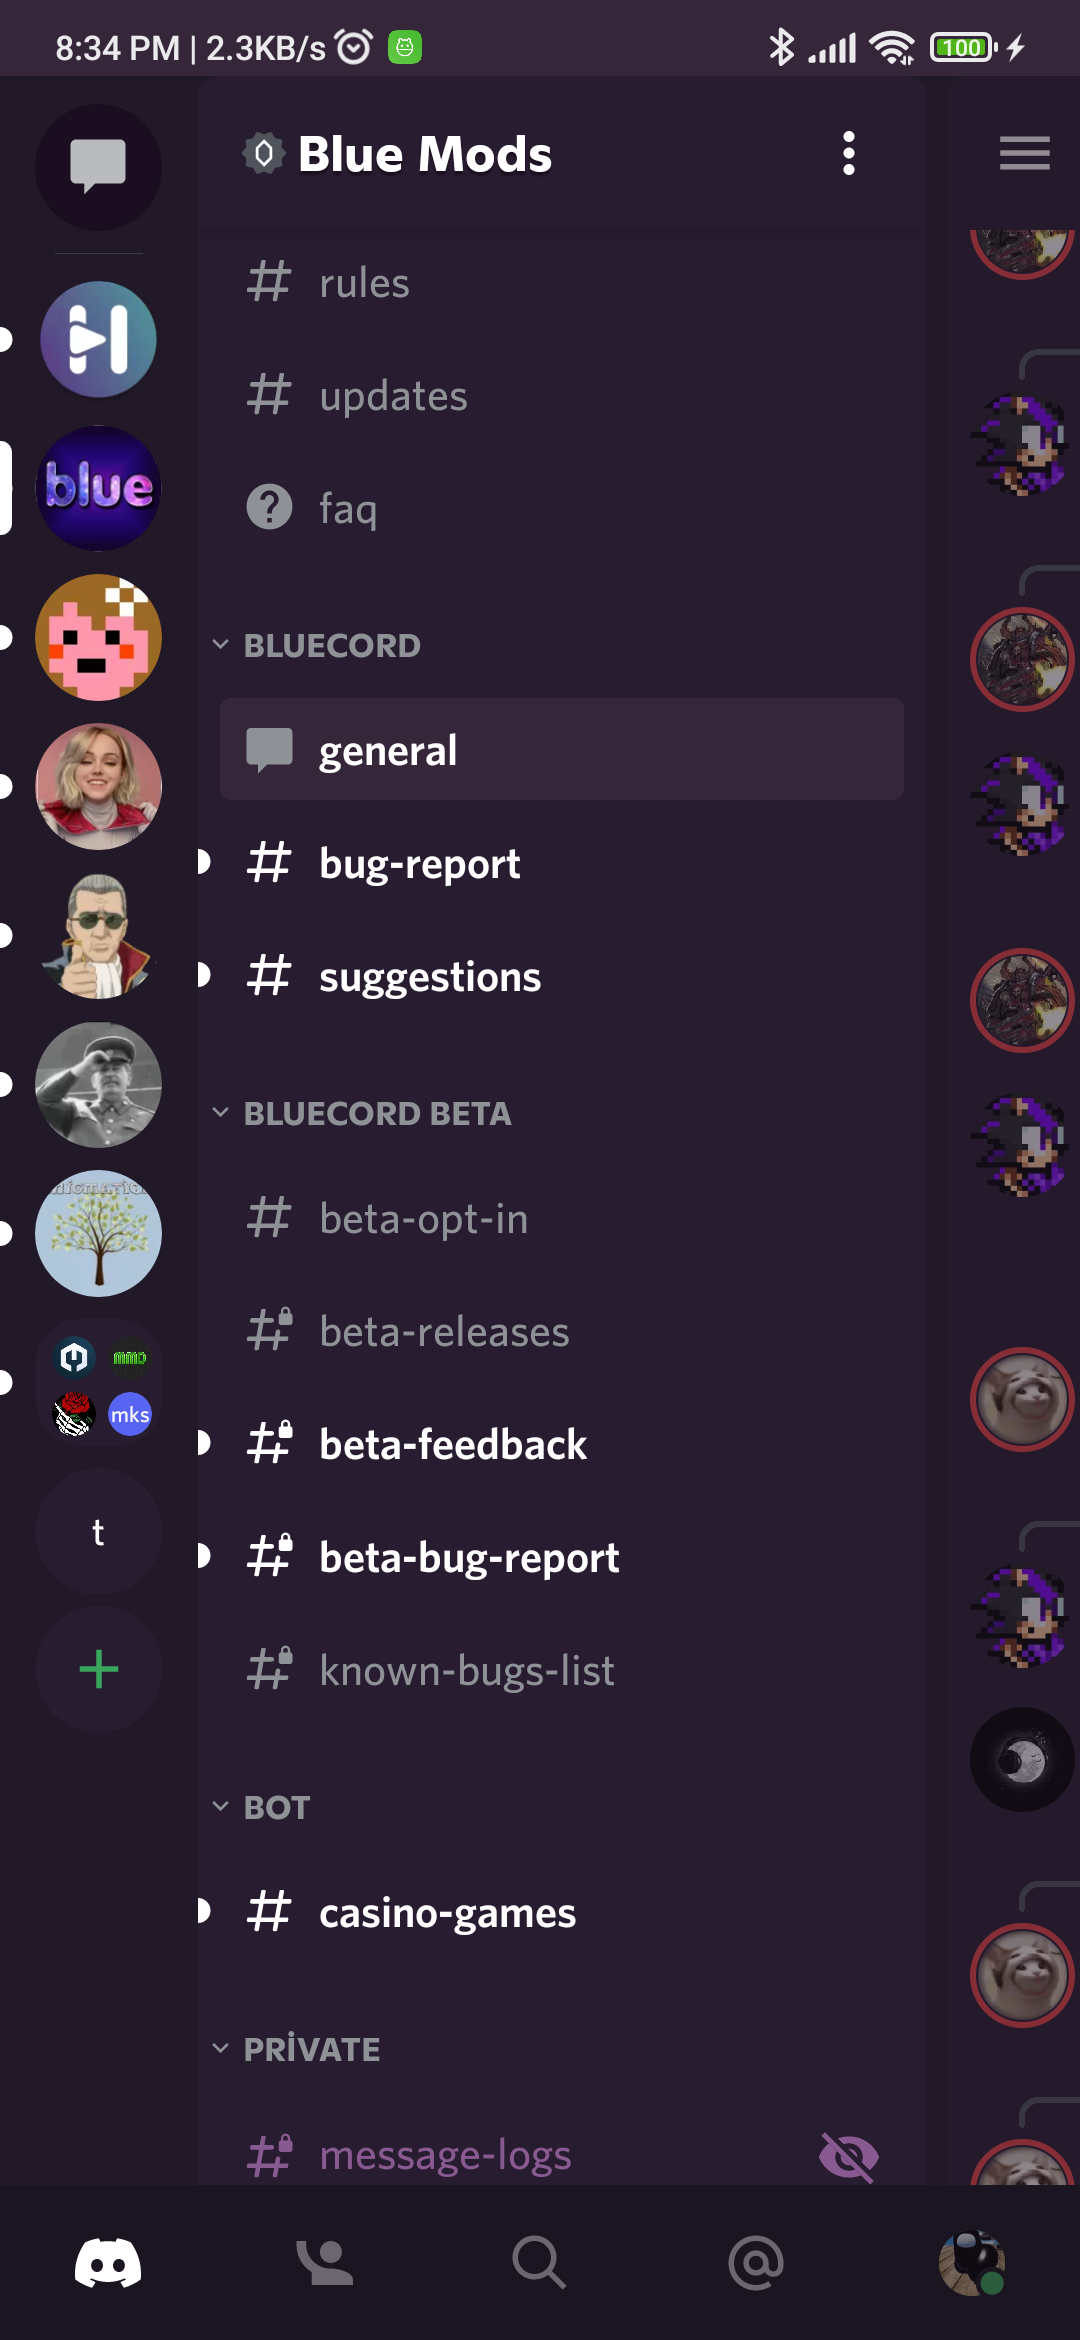 8:34 PM | 2.3KB/s
100
Blue Mods
rules
updates
faq
blue
BLUECORD
general
bug-report
suggestions
BLUECORD BETA
beta-opt-in
beta-releases
beta-feedback
mks
beta-bug-report
t
known-bugs-list
BOT
casino-games
PRİVATE
message-logs